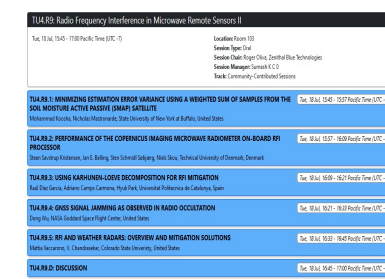 TU4.R9: Radio Frequency Interference in Microwave Remote Sensors II
Tue, 18 Jul, 15:45 - 17:00 Pacific Time (UTC -7)
Location: Room 103
Session Type: Oral
Session Chair: Roger Oliva, Zenithal Blue Technologies
Session Manager: Sumesh K C 0
Track: Community-Contributed Sessions
TU4.R9.1: MINIMIZING ESTIMATION ERROR VARIANCE USING A WEIGHTED SUM OF SAMPLES FROM THE
SOIL MOISTURE ACTIVE PASSIVE (SMAP) SATELLITE
Tue, 18 Jul, 15:45 - 15:57 Pacific Time (UTC -
Mohammad Koosha, Nicholas Mastronarde, State University of New York at Buffalo, United States
TU4.R9.2: PERFORMANCE OF THE COPERNICUS IMAGING MICROWAVE RADIOMETER ON-BOARD RFI
PROCESSOR
Tue, 18 Jul, 15:57 - 16:09 Pacific Time (UTC -
Steen Savstrup Kristensen, Jan E. Balling, Sten Schmidl Søbjærg, Niels Skou, Technical University of Denmark, Denmark
TU4.R9.3: USING KARHUNEN-LOEVE DECOMPOSITION FOR RFI MITIGATION
Tue, 18 Jul, 16:09 - 16:21 Pacific Time (UTC -
Raúl Díez García, Adriano Camps Carmona, Hyuk Park, Universitat Politecnica de Catalunya, Spain
TU4.R9.4: GNSS SIGNAL JAMMING AS OBSERVED IN RADIO OCCULTATION
Tue, 18 Jul, 16:21 - 16:33 Pacific Time (UTC -
Dong Wu, NASA Goddard Space Flight Center, United States
TU4.R9.5: RFI AND WEATHER RADARS: OVERVIEW AND MITIGATION SOLUTIONS
Tue, 18 Jul, 16:33 - 16:45 Pacific Time (UTC -
Mattia Vaccarono, V. Chandrasekar, Colorado State University, United States
TU4.R9.D: DISCUSSION
Tue, 18 Jul, 16:45 - 17:00 Pacific Time (UTC -